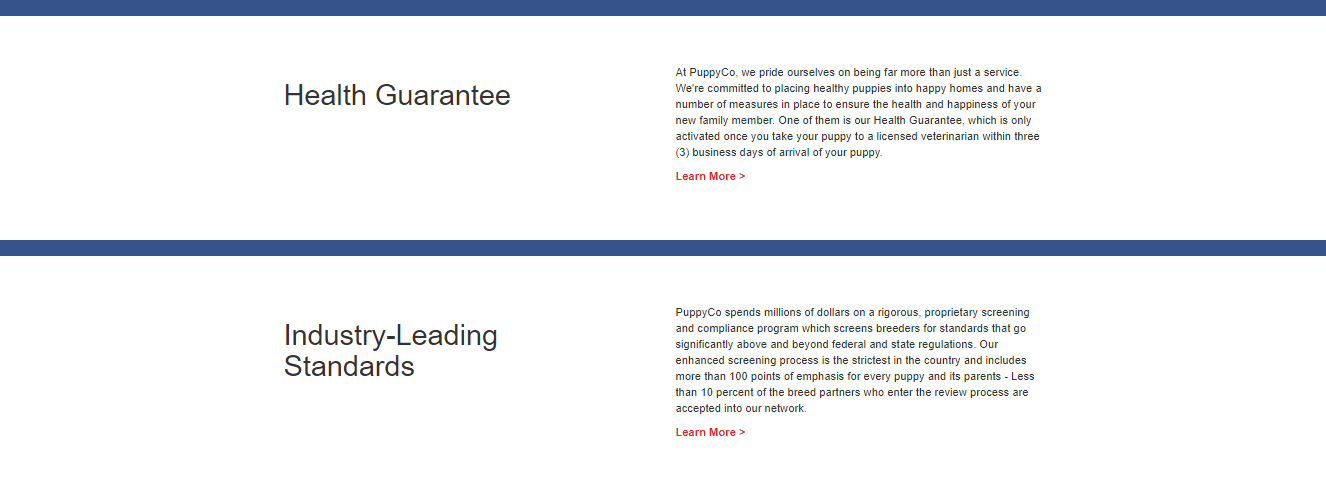 Health Guarantee
At PuppyCo, we pride ourselves on being far more than just a service.
We're committed to placing healthy puppies into happy homes and have a
number of measures in place to ensure the health and happiness of your
new family member. One of them is our Health Guarantee, which is only
activated once you take your puppy to a licensed veterinarian within three
(3) business days of arrival of your puppy.
Learn More >
Industry-Leading
Standards
PuppyCo spends millions of dollars on a rigorous, proprietary screening
and compliance program which screens breeders for standards that go
significantly above and beyond federal and state regulations. Our
enhanced screening process is the strictest in the country and includes
more than 100 points of emphasis for every puppy and its parents - Less
than 10 percent of the breed partners who enter the review process are
accepted into our network.
Learn More >